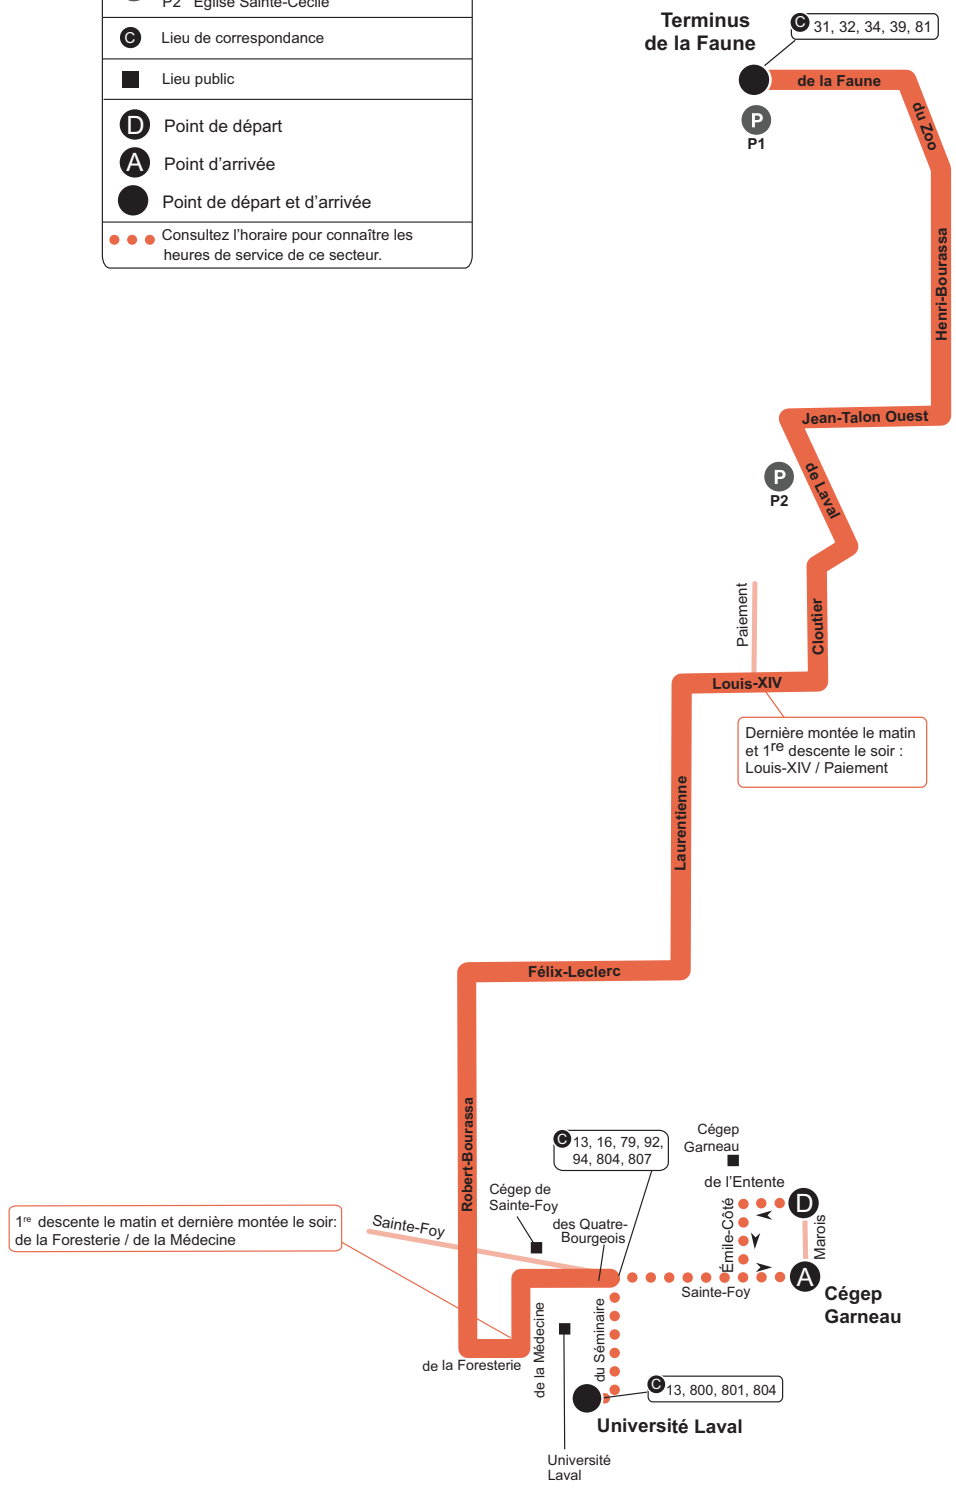 P2 Église Sainte-Cécile
C Lieu de correspondance
Lieu public
D Point de départ
A Point d'arrivée
Point de départ et d'arrivée
Consultez l'horaire pour connaître les
heures de service de ce secteur.
Terminus
de la Faune
C 31, 32, 34, 39, 81
de la Faune
P
P1
du Zoo
Henri-Bourassa
Jean-Talon Ouest
P
P2
de Laval
Cloutier
Paiement
Louis-XIV
Dernière montée le matin
et 1re descente le soir :
Louis-XIV / Paiement
Laurentienne
Félix-Leclerc
Robert-Bourassa
C 13, 16, 79, 92,
94, 804, 807
Cégep
Garneau
de l'Entente
Cégep de
Sainte-Foy
des Quatre-
Bourgeois
1re descente le matin et dernière montée le soir:
de la Foresterie / de la Médecine
Sainte-Foy
Émile-Côté
D
Marois
A
Sainte-Foy
Cégep
Garneau
de la Foresterie
de la Médecine
du Séminaire
C 13, 800, 801, 804
Université Laval
Université
Laval